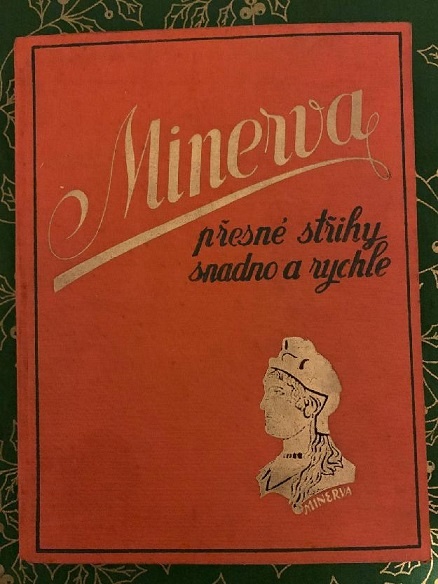 Minerva
přesné střihy
snadno a rychle
MINERVA